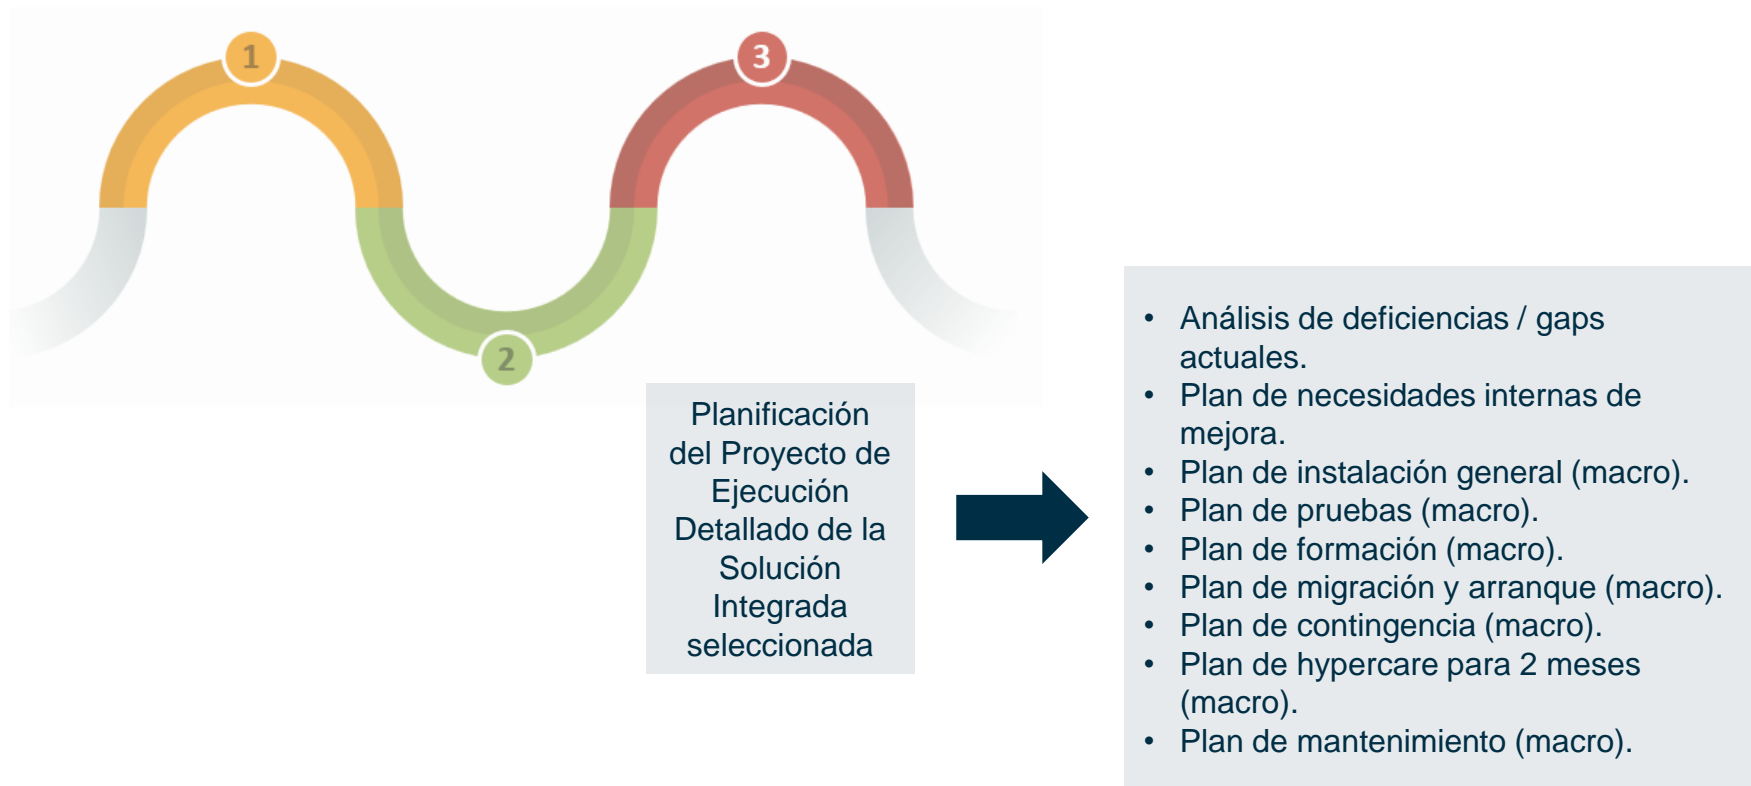 1
3
2
Planificación
del Proyecto de
Ejecución
Detallado de la
Solución
Integrada
seleccionada
• Análisis de deficiencias / gaps
actuales.
• Plan de necesidades internas de
mejora.
• Plan de instalación general (macro).
• Plan de pruebas (macro).
• Plan de formación (macro).
• Plan de migración y arranque (macro).
• Plan de contingencia (macro).
• Plan de hypercare para 2 meses
(macro).
• Plan de mantenimiento (macro).